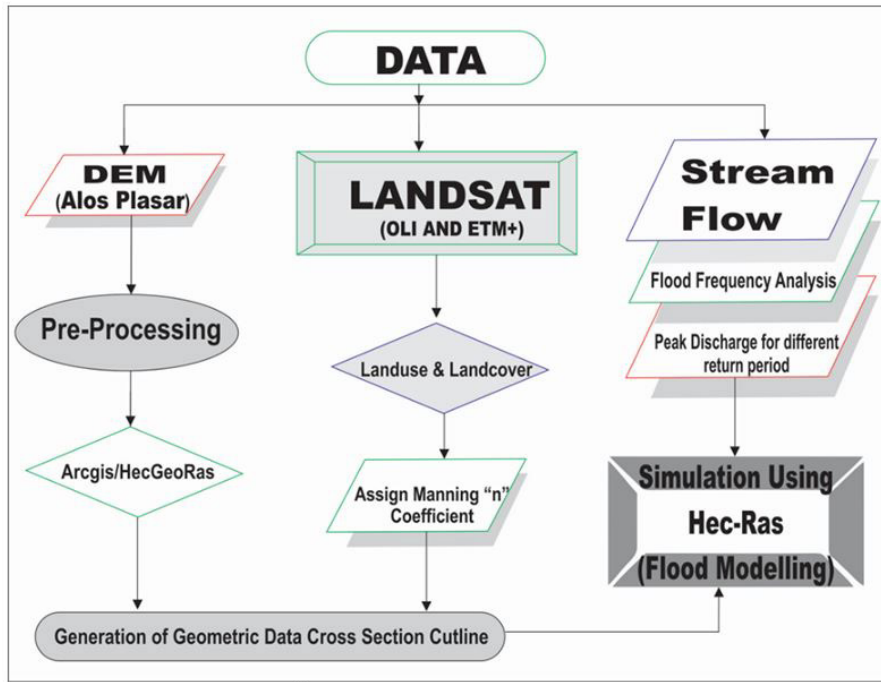 DATA
DEM
(Alos Plasar)
LANDSAT
(OLI AND ETM+)
Stream
Flow
Flood Frequency Analysis
Peak Discharge for different
return period
Pre-Processing
Landuse & Landcover
Arcgis/HecGeoRas
Assign Manning “n”
Coefficient
Simulation Using
Hec-Ras
(Flood Modelling)
Generation of Geometric Data Cross Section Cutline